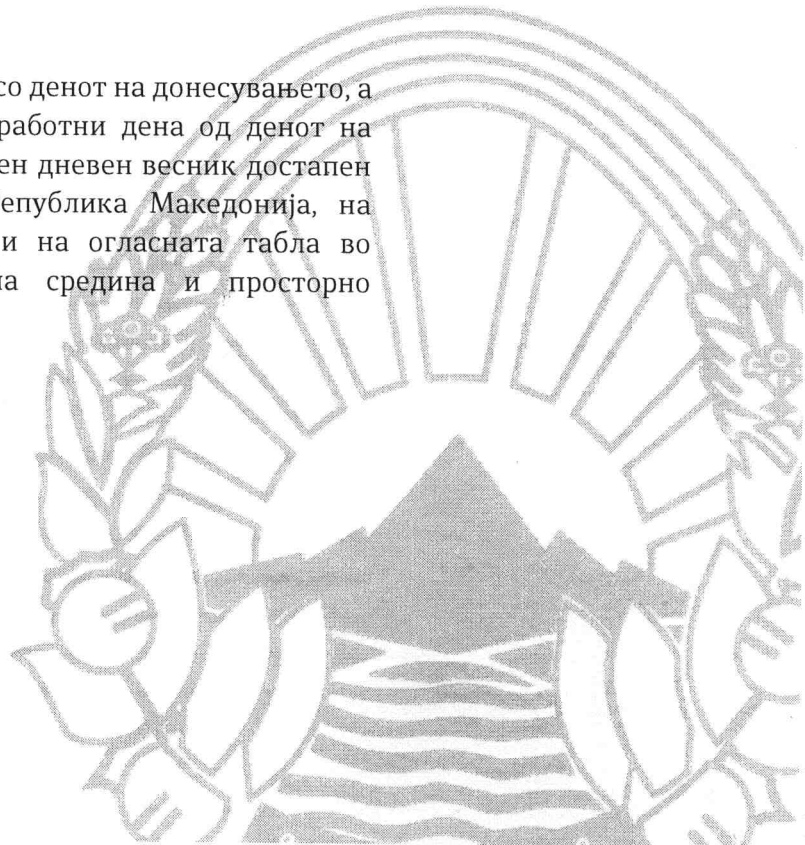 со денот на донесувањето, а
работни дена од денот на
ен дневен весник достапен
епублика Македонија, на
и на огласната табла во
на средина и просторно